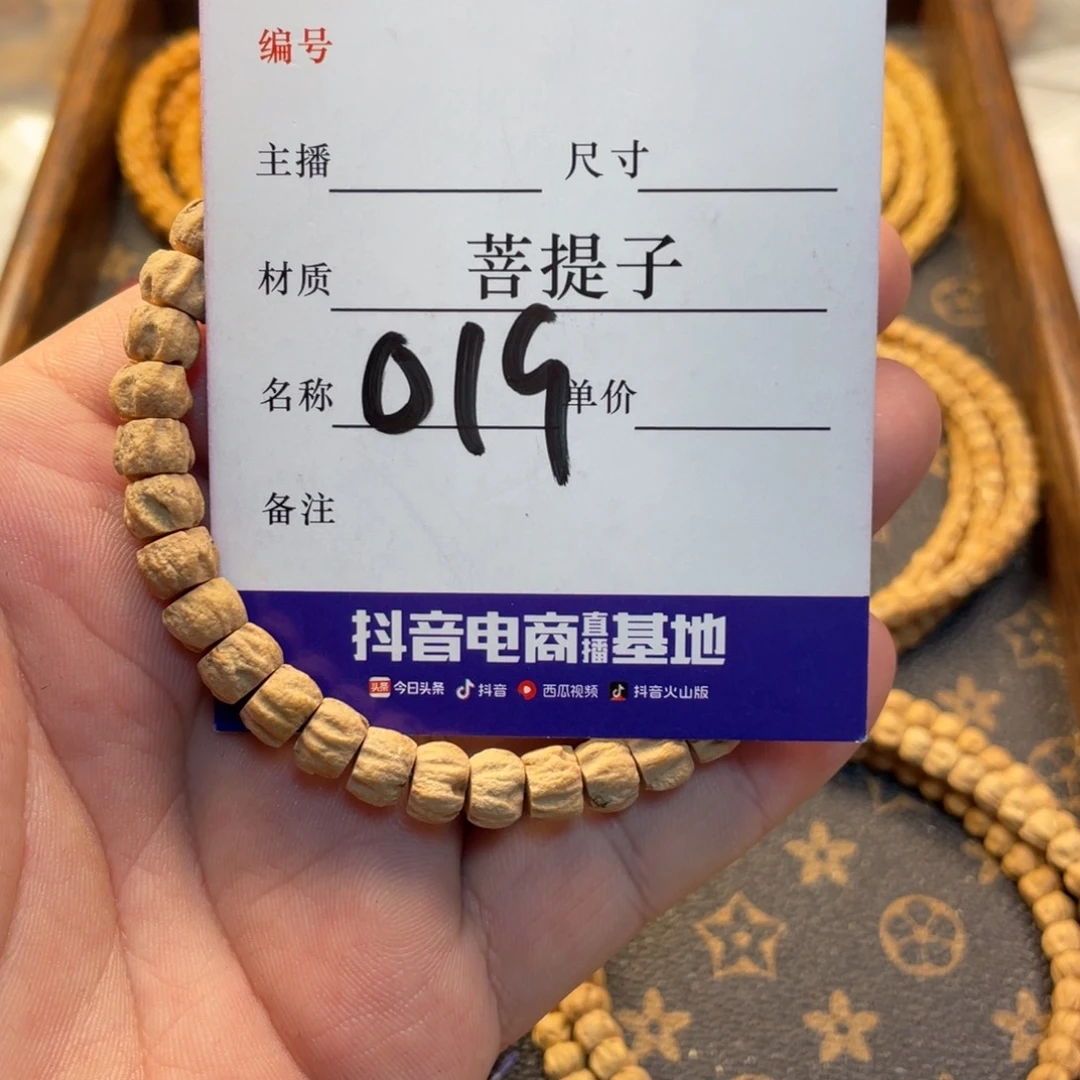 编号
主播 尺寸
材质 菩提子
名称 019 单价
备注
抖音电商直播基地
头条 今日头条 抖音 西瓜视频 抖音火山版